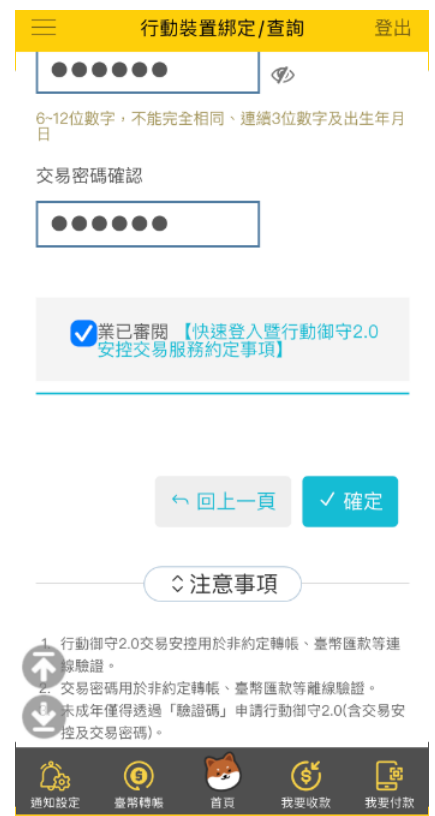 行動裝置綁定/查詢
登出
●●●●●●
6~12位數字,不能完全相同、連續3位數字及出生年月
日
交易密碼確認
●●●●●●
業已審閱 【快速登入暨行動御守2.0
安控交易服務約定事項】
回上一頁
確定
注意事項
1. 行動御守2.0交易安控用於非約定轉帳、臺幣匯款等連
線驗證。
2. 交易密碼用於非約定轉帳、臺幣匯款等離線驗證。
未成年僅得透過「驗證碼」申請行動御守2.0(含交易安
控及交易密碼)。
通知設定
臺幣轉帳
首頁
我要收款
我要付款